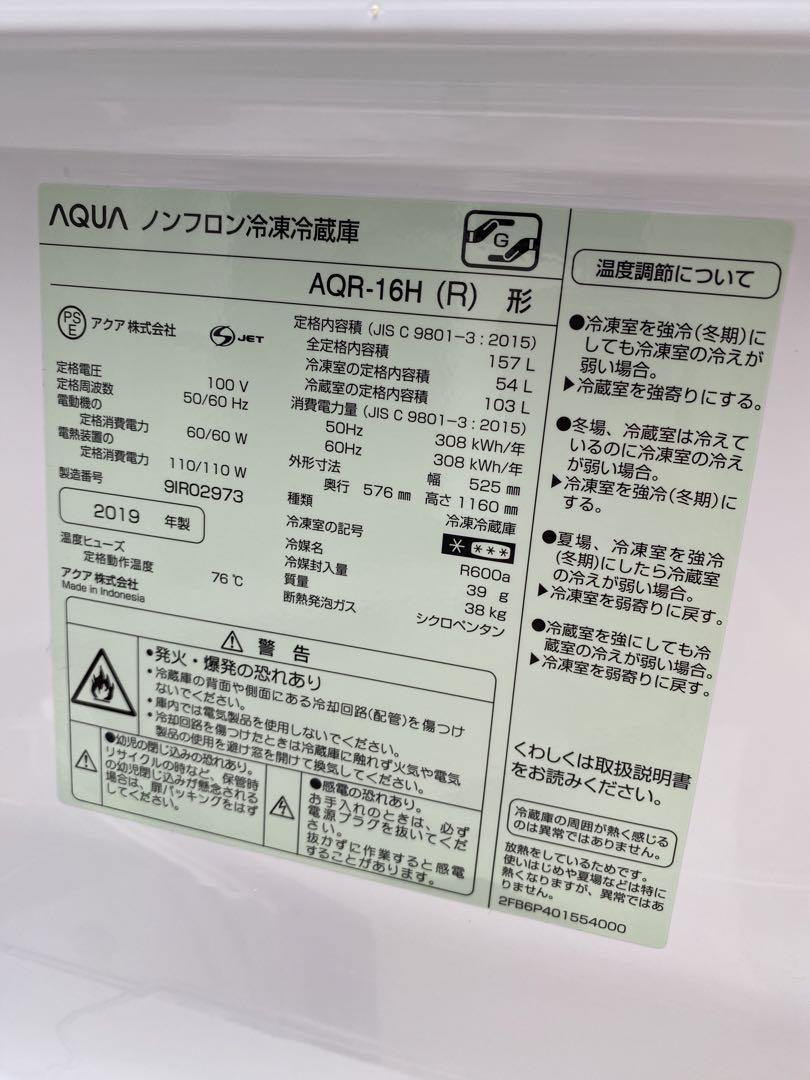 AQUA ノンフロン冷凍冷蔵庫
G
AQR-16H (R) 形
PS
E
アクア株式会社
JET
定格電圧 100 V
定格周波数 50/60 Hz
電動機の
定格消費電力 60/60 W
電熱装置の
定格消費電力 110/110 W
製造番号 9IR02973
2019 年製
温度ヒューズ
定格動作温度 76 ℃
アクア株式会社
Made in Indonesia
定格内容積 (JIS C 9801-3 : 2015)
全定格内容積 157 L
冷凍室の定格内容積 54 L
冷蔵室の定格内容積 103 L
消費電力量 (JIS C 9801-3 : 2015)
50Hz 308 kWh/年
60Hz 308 kWh/年
外形寸法 幅 525 mm
奥行 576 mm 高さ 1160 mm
種類 冷凍冷蔵庫
冷凍室の記号
冷媒名 R600a
冷媒封入量 39 g
質量 38 kg
断熱発泡ガス シクロペンタン
警告
•発火・爆発の恐れあり
•冷蔵庫の背面や側面にある冷却回路(配管)を傷つけ
ないでください。
•庫内では電気製品を使用しないでください。
•冷却回路を傷つけたときは冷蔵庫に触れず火気や電気
製品の使用を避け窓を開けて換気してください。
●幼児の閉じ込みの恐れあり。
リサイクルの時など、保管時
の幼児閉じ込みが懸念される
場合は、扉パッキングをはず
してください。
●感電の恐れあり。
お手入れのときは、必ず
電源プラグを抜いてくだ
さい。
抜かずに作業すると感電
することがあります。
温度調節について
●冷凍室を強冷(冬期)に
しても冷凍室の冷えが
弱い場合。
▶冷蔵室を強寄りにする。
●冬場、冷蔵室は冷えて
いるのに冷凍室の冷え
が弱い場合。
▶冷凍室を強冷(冬期)に
する。
●夏場、冷凍室を強冷
(冬期)にしたら冷蔵室
の冷えが弱い場合。
▶冷凍室を弱寄りに戻す。
●冷蔵室を強にしても冷
蔵室の冷えが弱い場合。
▶冷凍室を弱寄りに戻す。
くわしくは取扱説明書
をお読みください。
冷蔵庫の周囲が熱く感じる
のは異常ではありません。
放熱をしているためです。
使いはじめや夏場などは特に
熱くなりますが、異常ではあ
りません。
2FB6P401554000